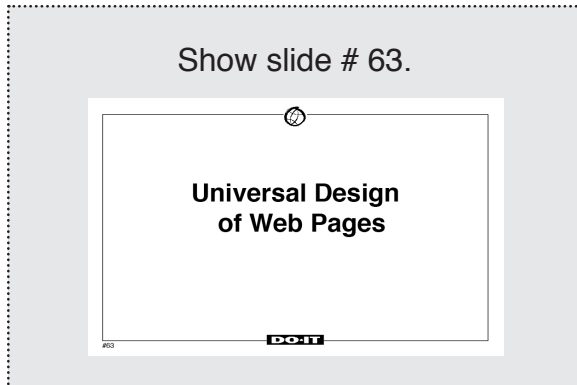 Show slide # 63.
Universal Design
of Web Pages
#63
DO-IT